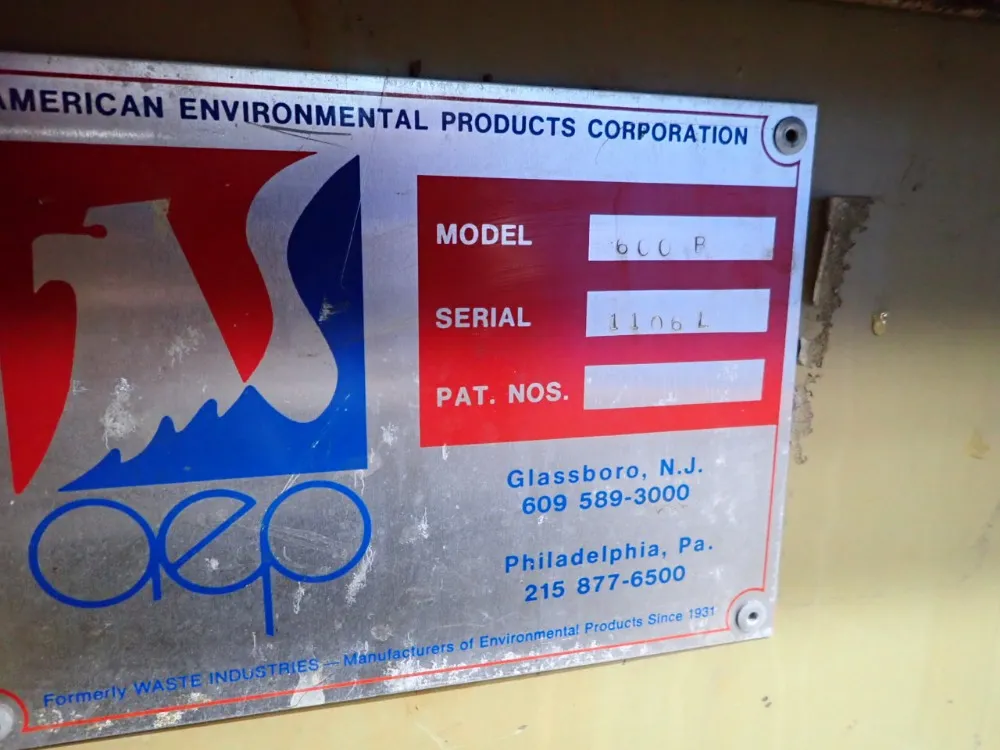 AMERICAN ENVIRONMENTAL PRODUCTS CORPORATION
MODEL 600 B
SERIAL 1106L
PAT. NOS.
aep
Glassboro, N.J.
609 589-3000
Philadelphia, Pa.
215 877-6500
Formerly WASTE INDUSTRIES — Manufacturers of Environmental Products Since 1931